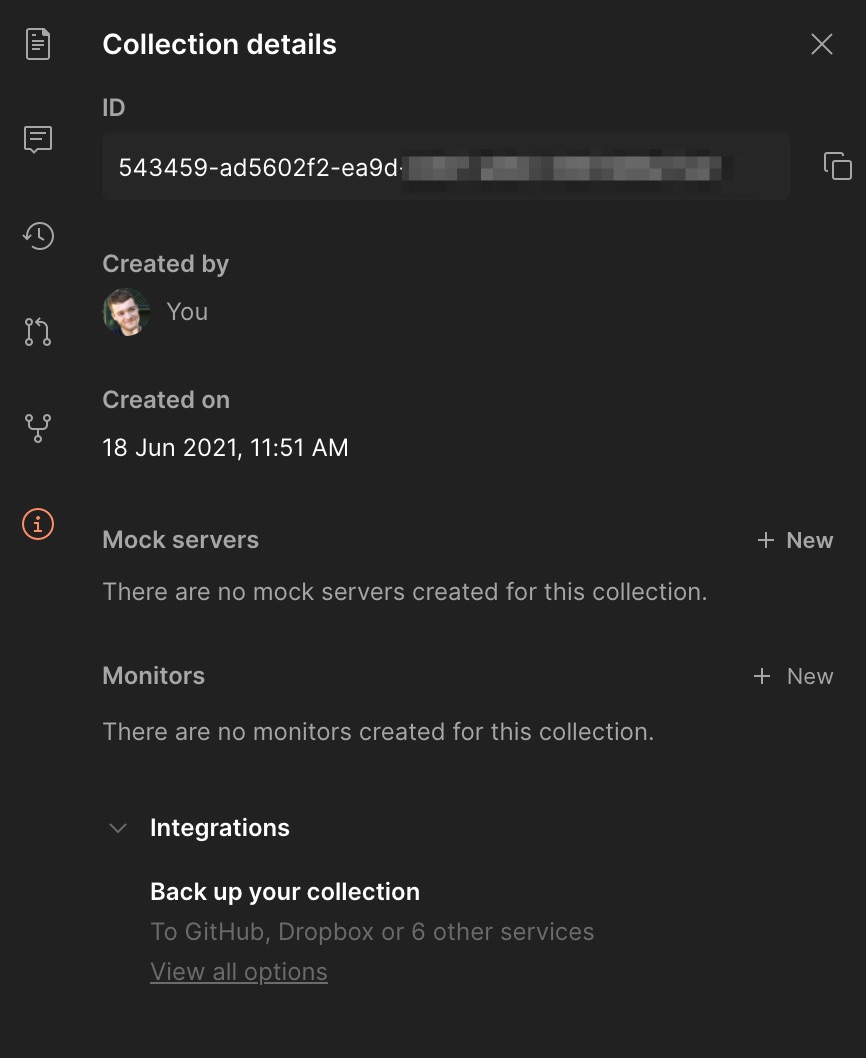 Collection details
ID
543459-ad5602f2-ea9d-
Created by
You
Created on
18 Jun 2021, 11:51 AM
Mock servers
+ New
There are no mock servers created for this collection.
Monitors
+ New
There are no monitors created for this collection.
Integrations
Back up your collection
To GitHub, Dropbox or 6 other services
View all options